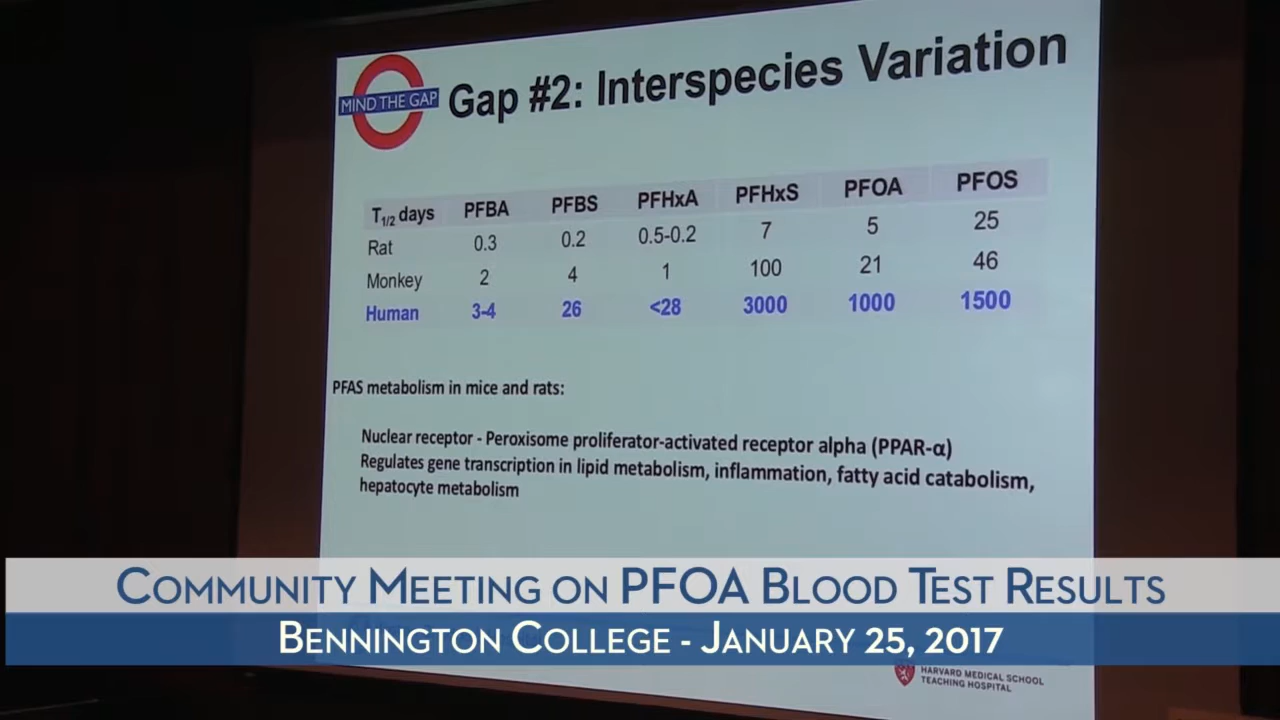 MIND THE GAP
Gap #2: Interspecies Variation
T1/2 days PFBA PFBS PFHxA PFHxS PFOA PFOS
Rat 0.3 0.2 0.5-0.2 7 5 25
Monkey 2 4 1 100 21 46
Human 3-4 26 <28 3000 1000 1500
PFAS metabolism in mice and rats:
Nuclear receptor - Peroxisome proliferator-activated receptor alpha (PPAR-α)
Regulates gene transcription in lipid metabolism, inflammation, fatty acid catabolism,
hepatocyte metabolism
COMMUNITY MEETING ON PFOA BLOOD TEST RESULTS
BENNINGTON COLLEGE - JANUARY 25, 2017
HARVARD MEDICAL SCHOOL
TEACHING HOSPITAL